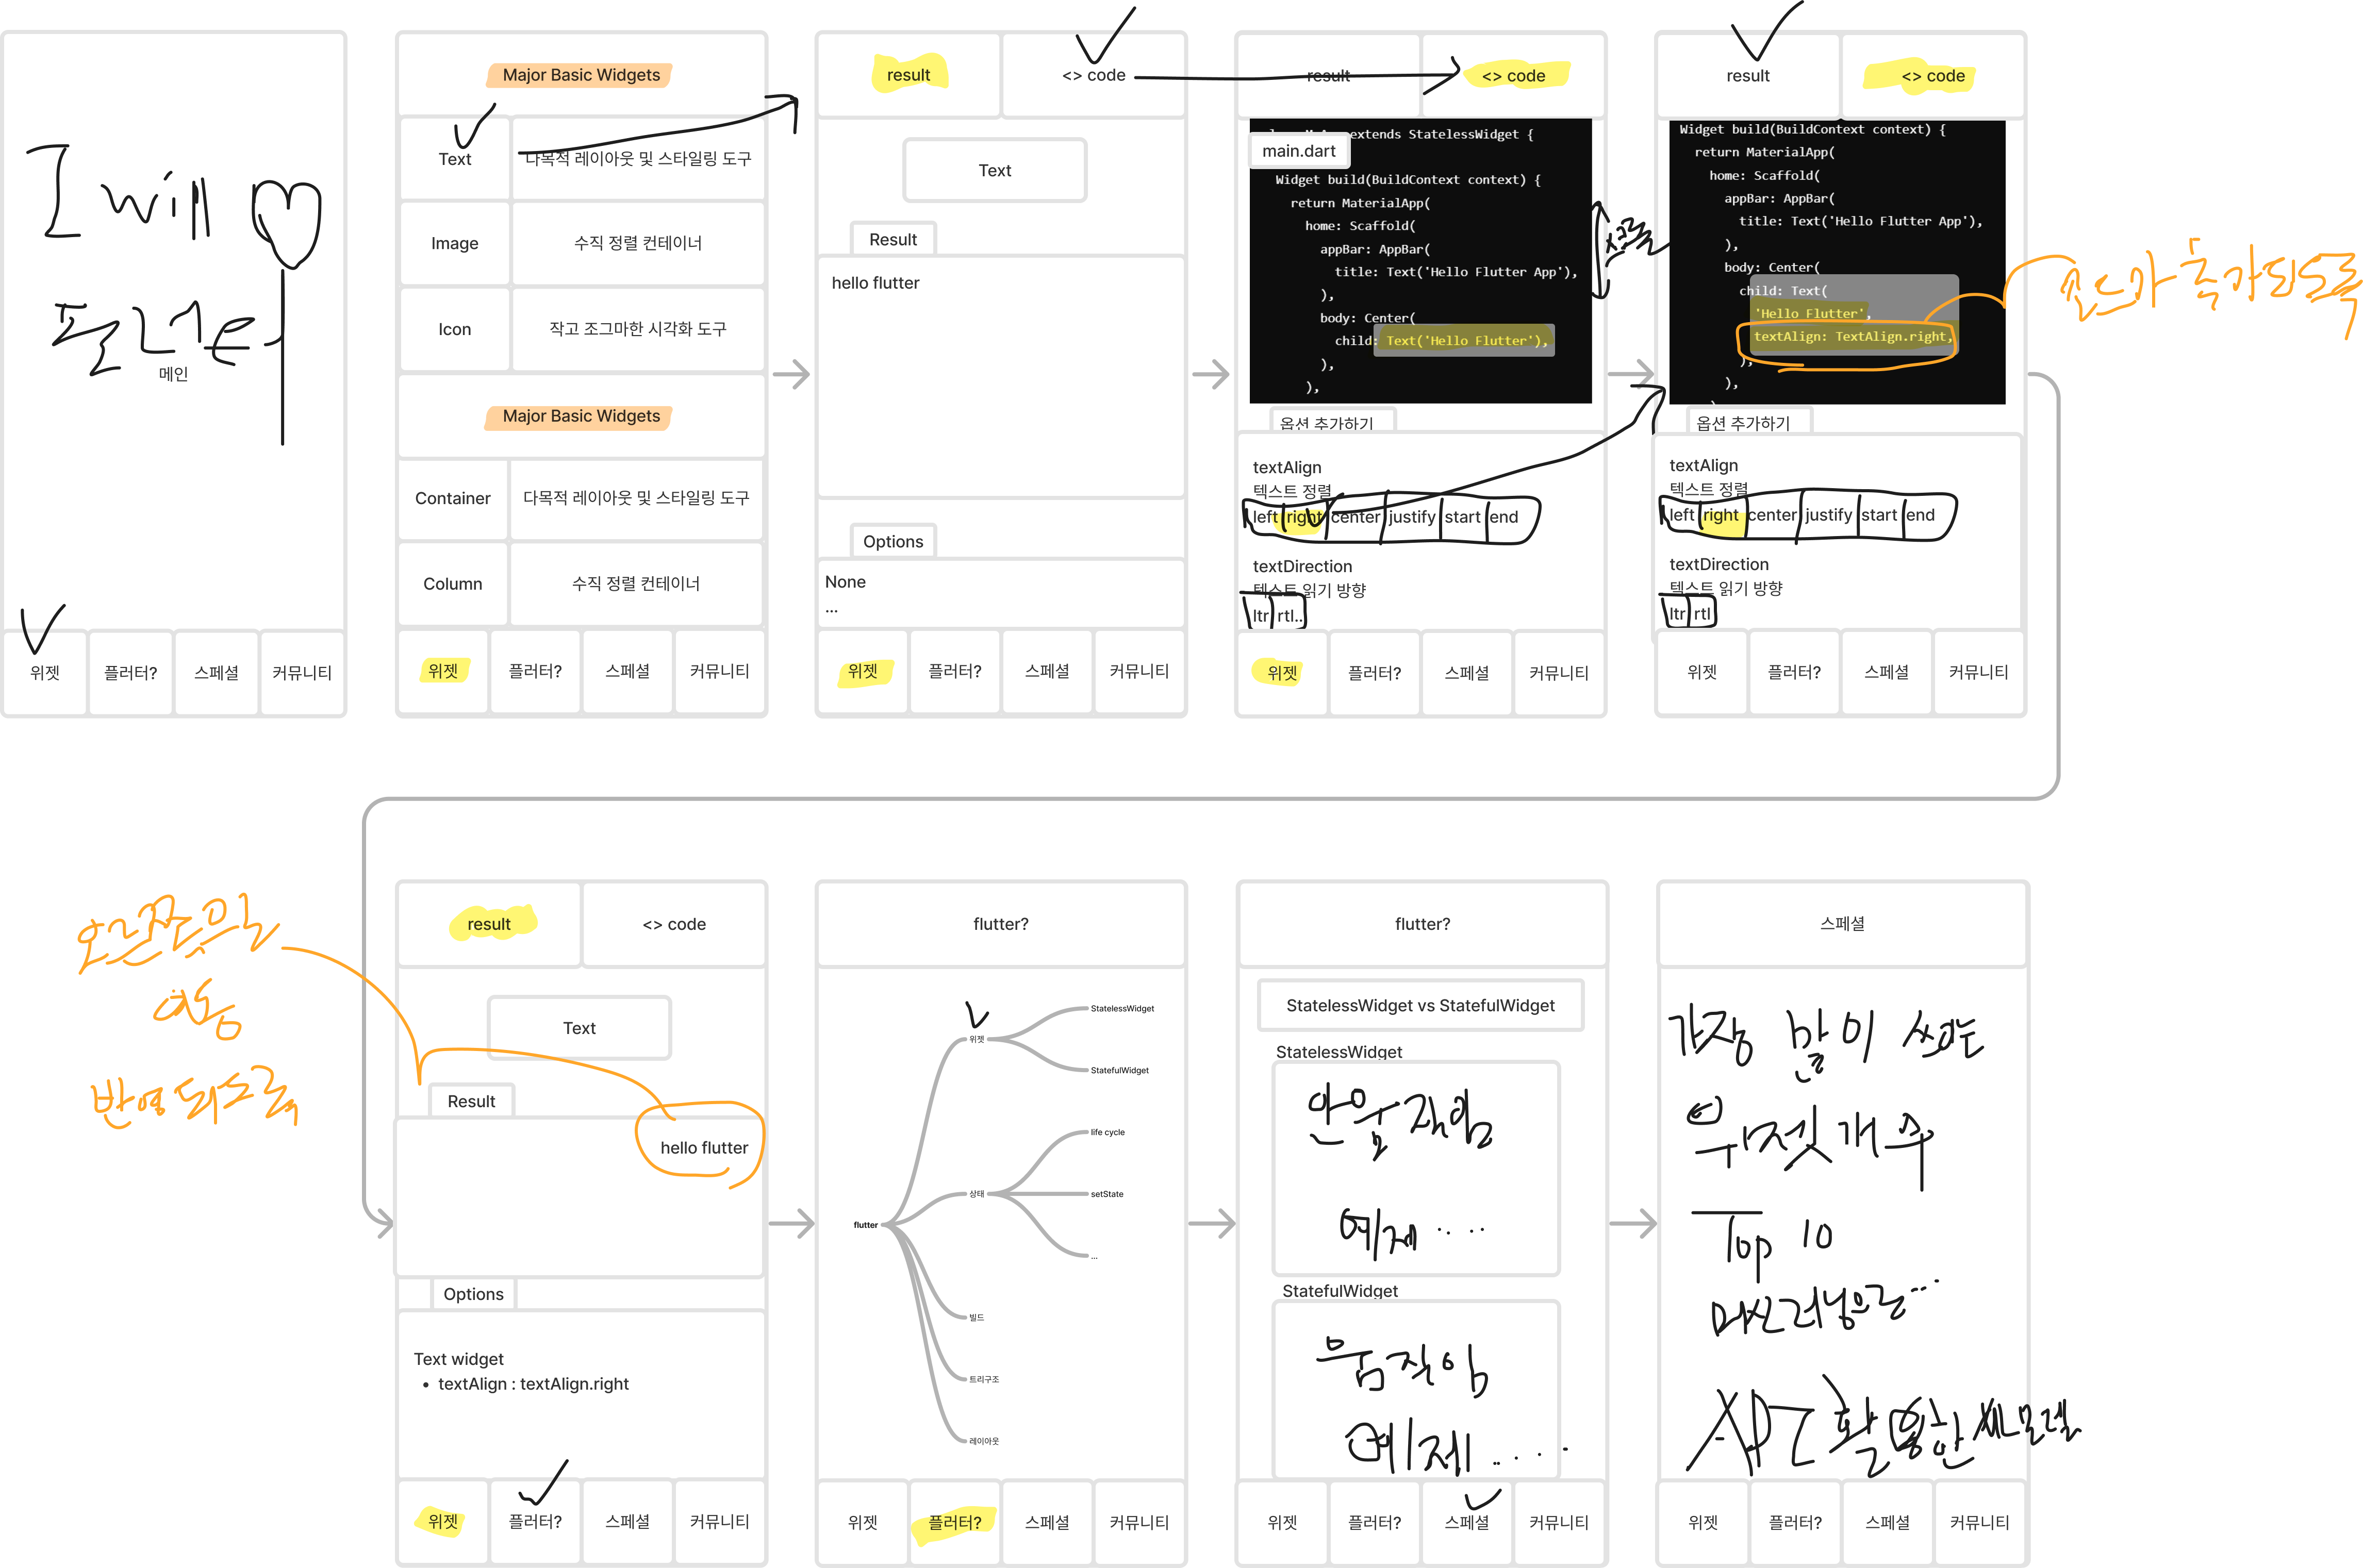 I will ♡
플러터
메인
위젯 플러터? 스페셜 커뮤니티
Major Basic Widgets
Text 다목적 레이아웃 및 스타일링 도구
Image 수직 정렬 컨테이너
Icon 작고 조그마한 시각화 도구
Major Basic Widgets
Container 다목적 레이아웃 및 스타일링 도구
Column 수직 정렬 컨테이너
위젯 플러터? 스페셜 커뮤니티
result <> code
Text
Result
hello flutter
Options
None
...
위젯 플러터? 스페셜 커뮤니티
result <> code
extends StatelessWidget {
main.dart
Widget build(BuildContext context) {
return MaterialApp(
home: Scaffold(
appBar: AppBar(
title: Text('Hello Flutter App'),
),
body: Center(
child: Text('Hello Flutter'),
),
),
스크롤
옵션 추가하기
textAlign
텍스트 정렬
left right center justify start end
textDirection
텍스트 읽기 방향
ltr rtl..
위젯 플러터? 스페셜 커뮤니티
result <> code
Widget build(BuildContext context) {
return MaterialApp(
home: Scaffold(
appBar: AppBar(
title: Text('Hello Flutter App'),
),
body: Center(
child: Text(
'Hello Flutter',
textAlign: TextAlign.right,
),
),
코드가 추가되도록
옵션 추가하기
textAlign
텍스트 정렬
left right center justify start end
textDirection
텍스트 읽기 방향
ltr rtl
위젯 플러터? 스페셜 커뮤니티
오른쪽으로 이동
반영되도록
result <> code
Text
Result
hello flutter
Options
Text widget
• textAlign : textAlign.right
위젯 플러터? 스페셜 커뮤니티
flutter?
flutter
위젯
StatelessWidget
StatefulWidget
상태
life cycle
setState
...
빌드
트리구조
레이아웃
위젯 플러터? 스페셜 커뮤니티
flutter?
StatelessWidget vs StatefulWidget
StatelessWidget
안움직임
예제 ....
StatefulWidget
움직임
예제 ....
위젯 플러터? 스페셜 커뮤니티
스페셜
가장 많이 쓰는
위젯 개수
Top 10
머신러닝으로...
API 활용한
위젯 플러터? 스페셜 커뮤니티